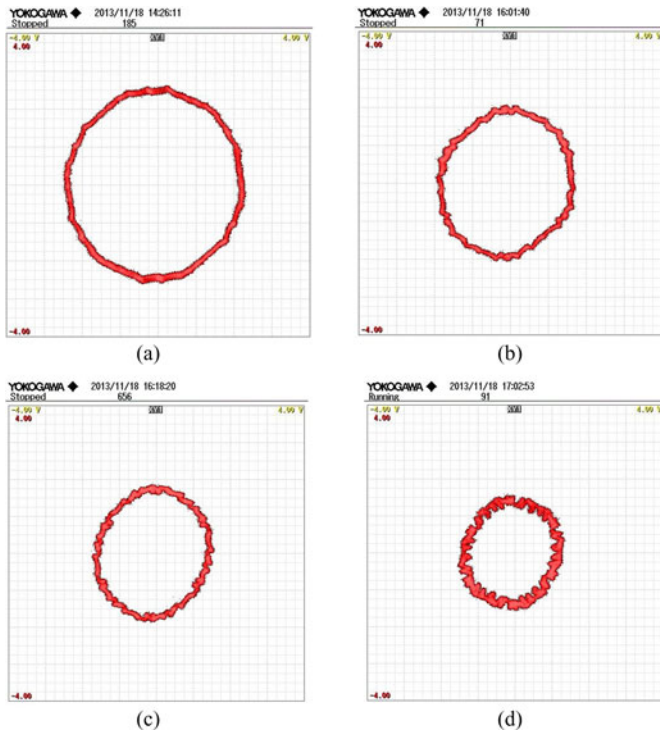 YOKOGAWA ◆ 2013/11/18 14:26:11
Stopped 185
-4.00 V 4.00 V
4.00
-4.00
(a)
YOKOGAWA ◆ 2013/11/18 16:01:40
Stopped 71
-4.00 V 4.00 V
4.00
-4.00
(b)
YOKOGAWA ◆ 2013/11/18 16:18:20
Stopped 656
-4.00 V 4.00 V
4.00
-4.00
(c)
YOKOGAWA ◆ 2013/11/18 17:02:53
Running 91
-4.00 V 4.00 V
4.00
-4.00
(d)